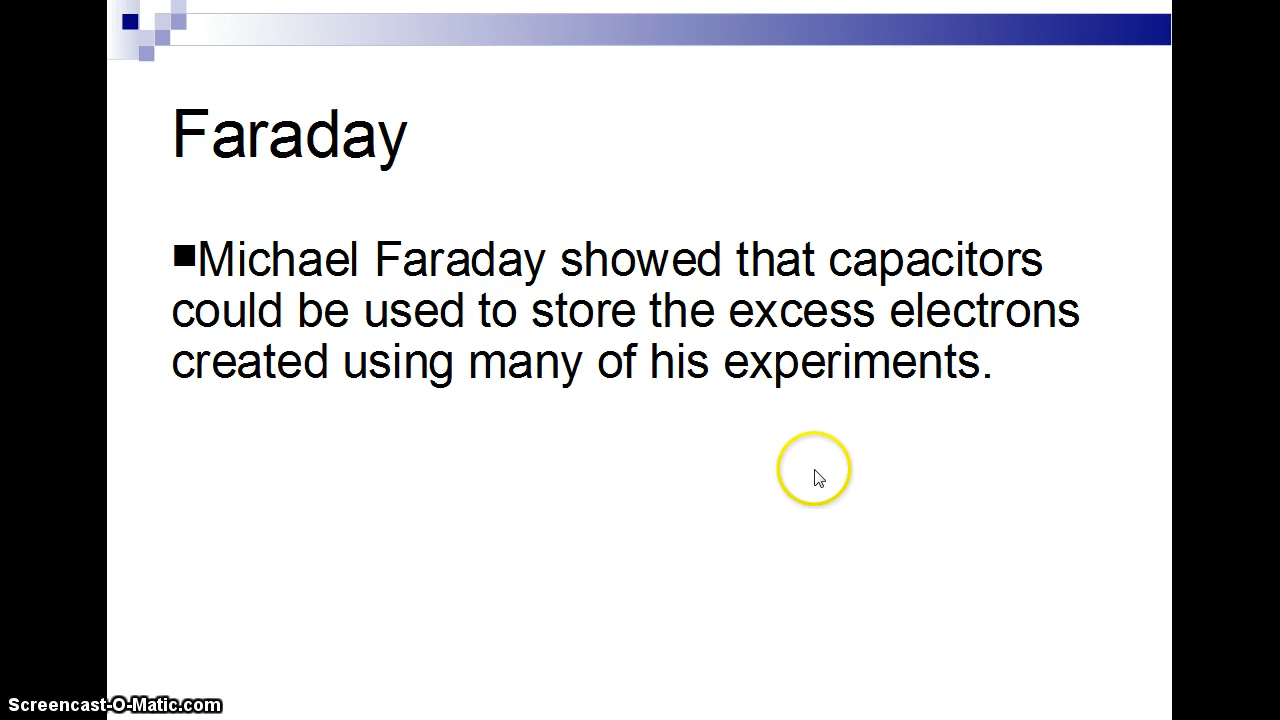 Faraday
■Michael Faraday showed that capacitors
could be used to store the excess electrons
created using many of his experiments.
Screencast-O-Matic.com